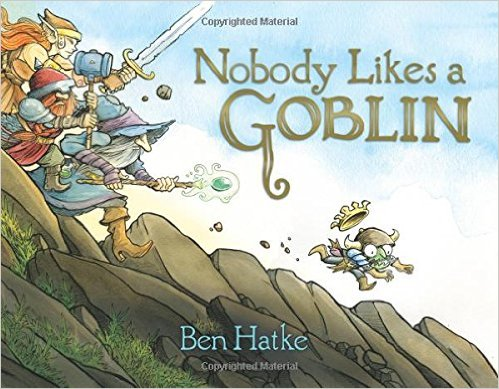 Copyrighted Material
Nobody Likes a
GOBLIN
Ben Hatke
Copyrighted Material